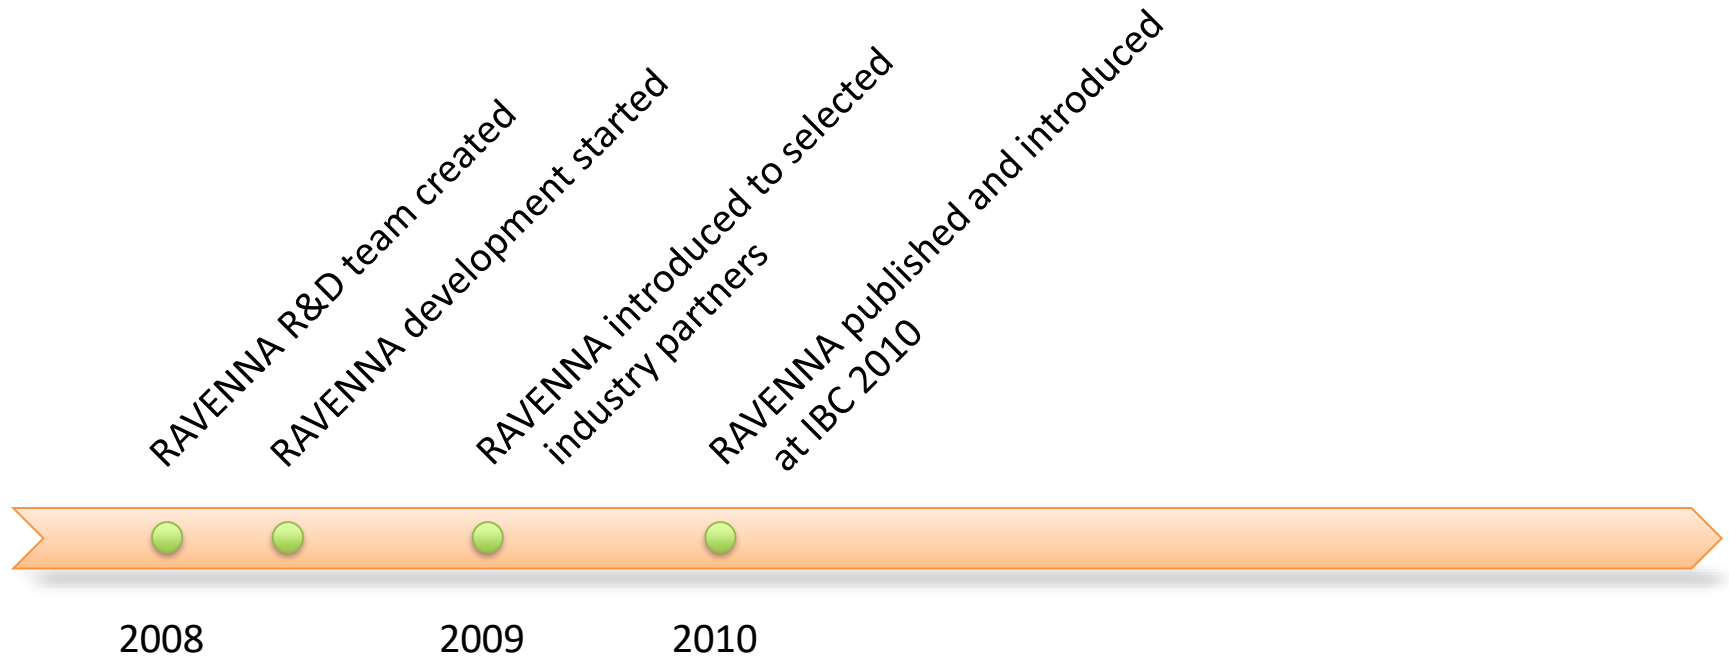 RAVENNA R&D team created
RAVENNA development started
RAVENNA introduced to selected
industry partners
RAVENNA published and introduced
at IBC 2010
2008
2009
2010